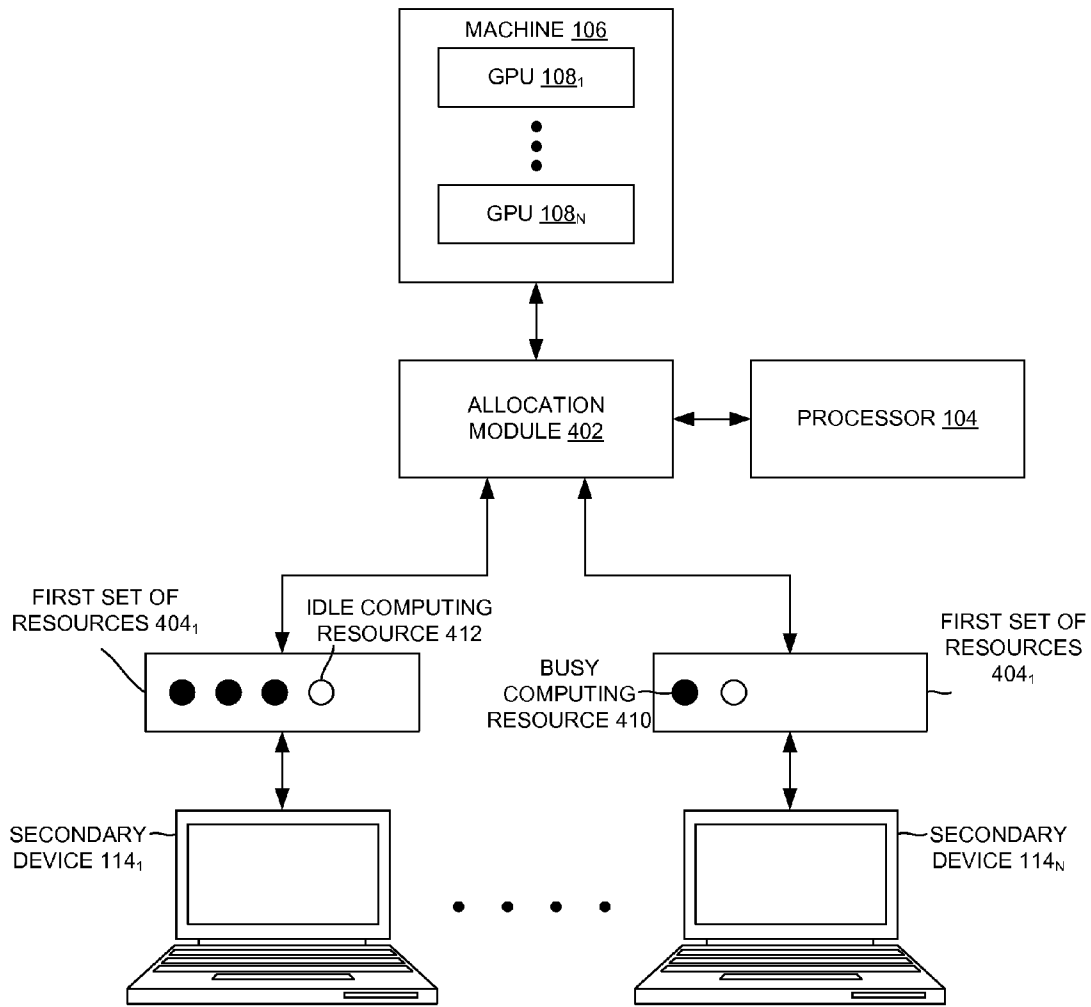 MACHINE 106
GPU 108₁
GPU 108ₙ
ALLOCATION
MODULE 402
PROCESSOR 104
FIRST SET OF
RESOURCES 404₁
IDLE COMPUTING
RESOURCE 412
BUSY
COMPUTING
RESOURCE 410
FIRST SET OF
RESOURCES
404₁
SECONDARY
DEVICE 114₁
SECONDARY
DEVICE 114ₙ